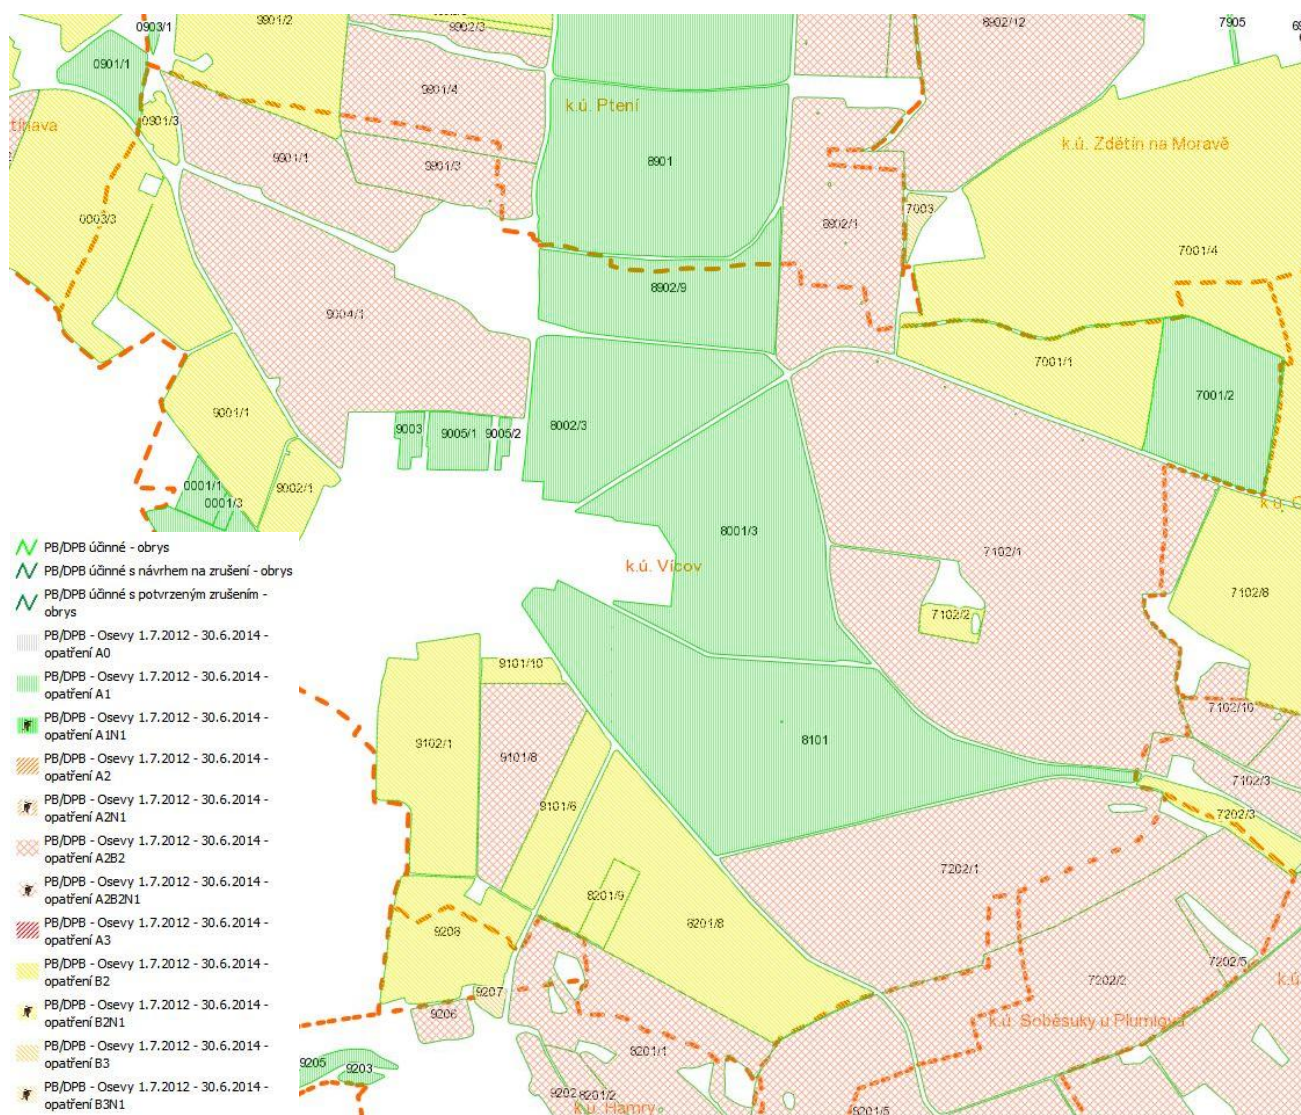 0903/1
9901/2
9902/3
8902/12
7905
0901/1
9901/4
k.ú. Ptení
tínava
0901/3
k.ú. Zdětín na Moravě
9901/1
9901/3
8901
7003
0003/3
8902/1
7001/4
8902/9
9004/1
7001/1
7001/2
9001/1
9003
9005/1
9005/2
8002/3
0001/1
9002/1
0001/3
8001/3
7102/1
k.ú. Vícov
7102/8
7102/2
9101/10
7102/10
9102/1
8101
9101/8
7102/3
9101/6
7202/3
7202/1
8201/9
9208
8201/8
7202/5
7202/2
9207
k.ú.
9206
k.ú. Soběsuky u Plumlova
9201/1
9205
9203
9202
8201/2
k.ú. Hamry
8201/5
PB/DPB účinné - obrys
PB/DPB účinné s návrhem na zrušení - obrys
PB/DPB účinné s potvrzeným zrušením -
obrys
PB/DPB - Osevy 1.7.2012 - 30.6.2014 -
opatření A0
PB/DPB - Osevy 1.7.2012 - 30.6.2014 -
opatření A1
PB/DPB - Osevy 1.7.2012 - 30.6.2014 -
opatření A1N1
PB/DPB - Osevy 1.7.2012 - 30.6.2014 -
opatření A2
PB/DPB - Osevy 1.7.2012 - 30.6.2014 -
opatření A2N1
PB/DPB - Osevy 1.7.2012 - 30.6.2014 -
opatření A2B2
PB/DPB - Osevy 1.7.2012 - 30.6.2014 -
opatření A2B2N1
PB/DPB - Osevy 1.7.2012 - 30.6.2014 -
opatření A3
PB/DPB - Osevy 1.7.2012 - 30.6.2014 -
opatření B2
PB/DPB - Osevy 1.7.2012 - 30.6.2014 -
opatření B2N1
PB/DPB - Osevy 1.7.2012 - 30.6.2014 -
opatření B3
PB/DPB - Osevy 1.7.2012 - 30.6.2014 -
opatření B3N1